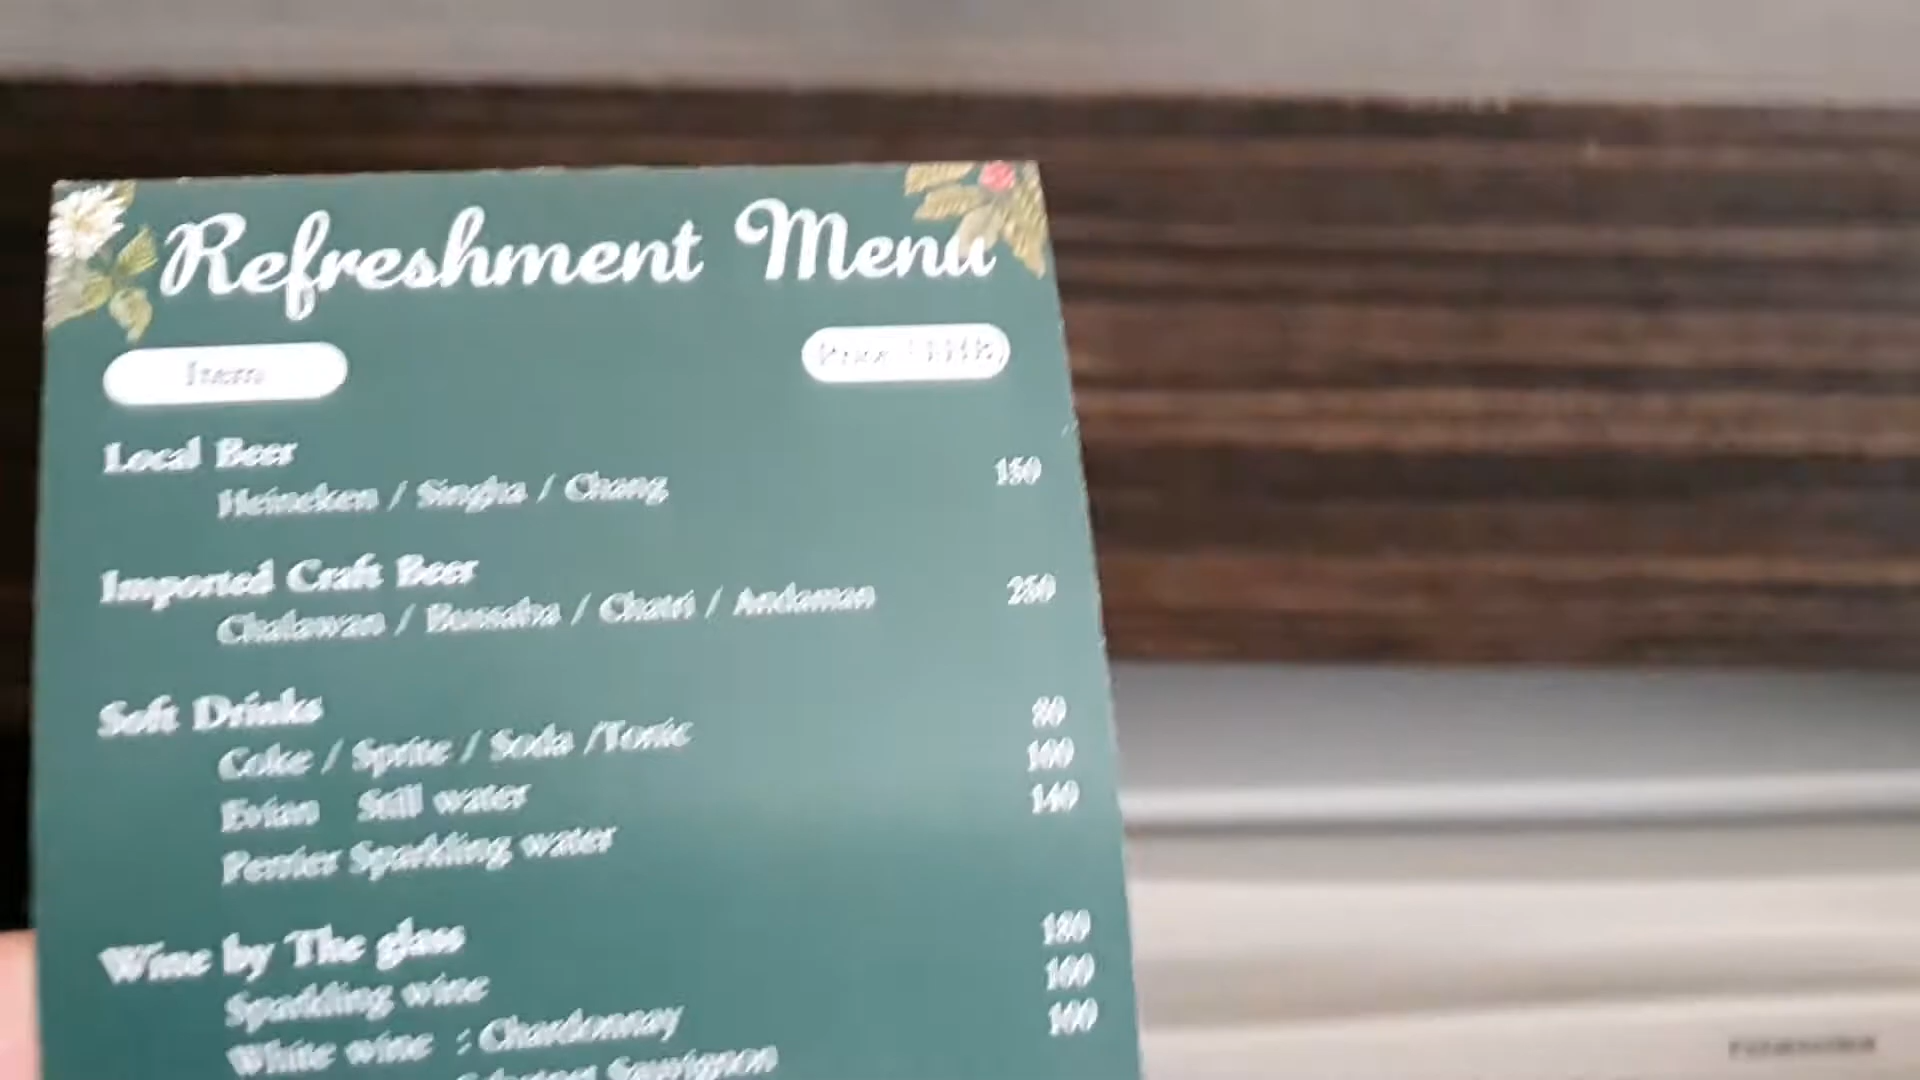 Refreshment Menu
Item
Local Beer
Heineken / Singha / Chang 150
Imported Craft Beer
Chalawan / Bussaba / Chatri / Andaman 250
Soft Drinks
Coke / Sprite / Soda /Tonic 80
Evian Still water 100
Perrier Sparkling water 140
Wine by The glass
Sparkling wine 180
White wine : Chardonnay 160
Sauvignon